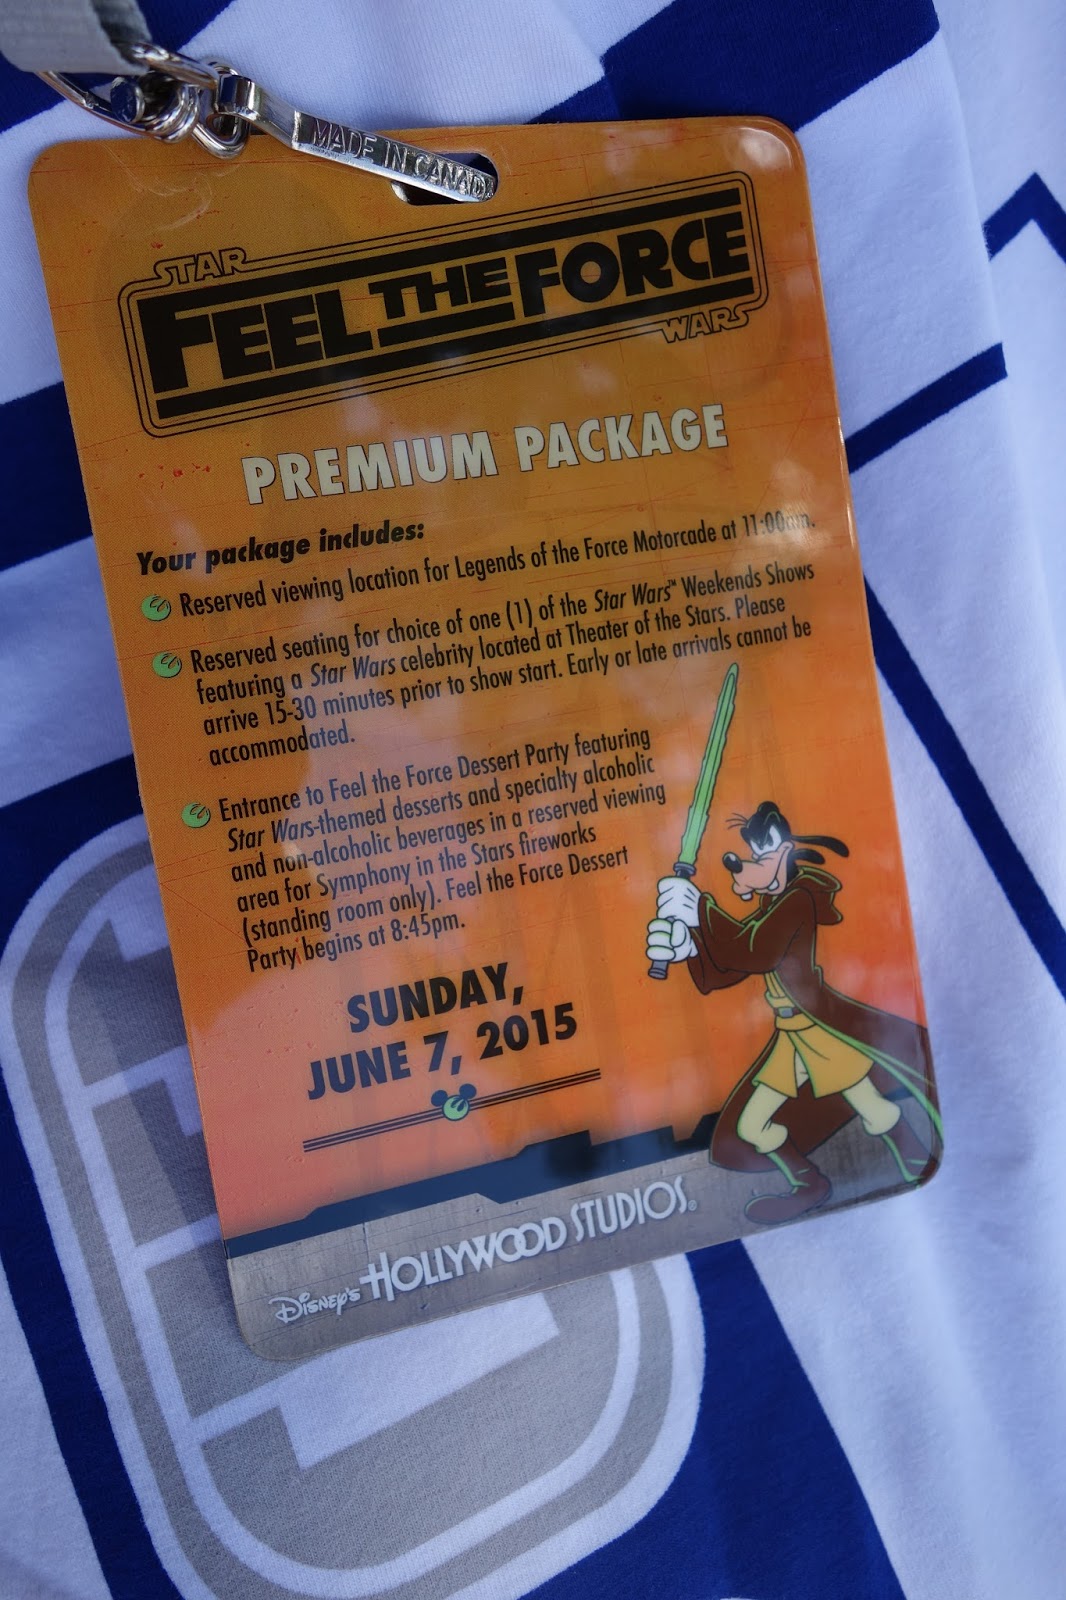 MADE IN CANADA
STAR
FEEL THE FORCE
WARS
PREMIUM PACKAGE
Your package includes:
Reserved viewing location for Legends of the Force Motorcade at 11:00am.
Reserved seating for choice of one (1) of the Star Wars™ Weekends Shows
featuring a Star Wars celebrity located at Theater of the Stars. Please
arrive 15-30 minutes prior to show start. Early or late arrivals cannot be
accommodated.
Entrance to Feel the Force Dessert Party featuring
Star Wars-themed desserts and specialty alcoholic
and non-alcoholic beverages in a reserved viewing
area for Symphony in the Stars fireworks
(standing room only). Feel the Force Dessert
Party begins at 8:45pm.
SUNDAY,
JUNE 7, 2015
Disney's HOLLYWOOD STUDIOS®